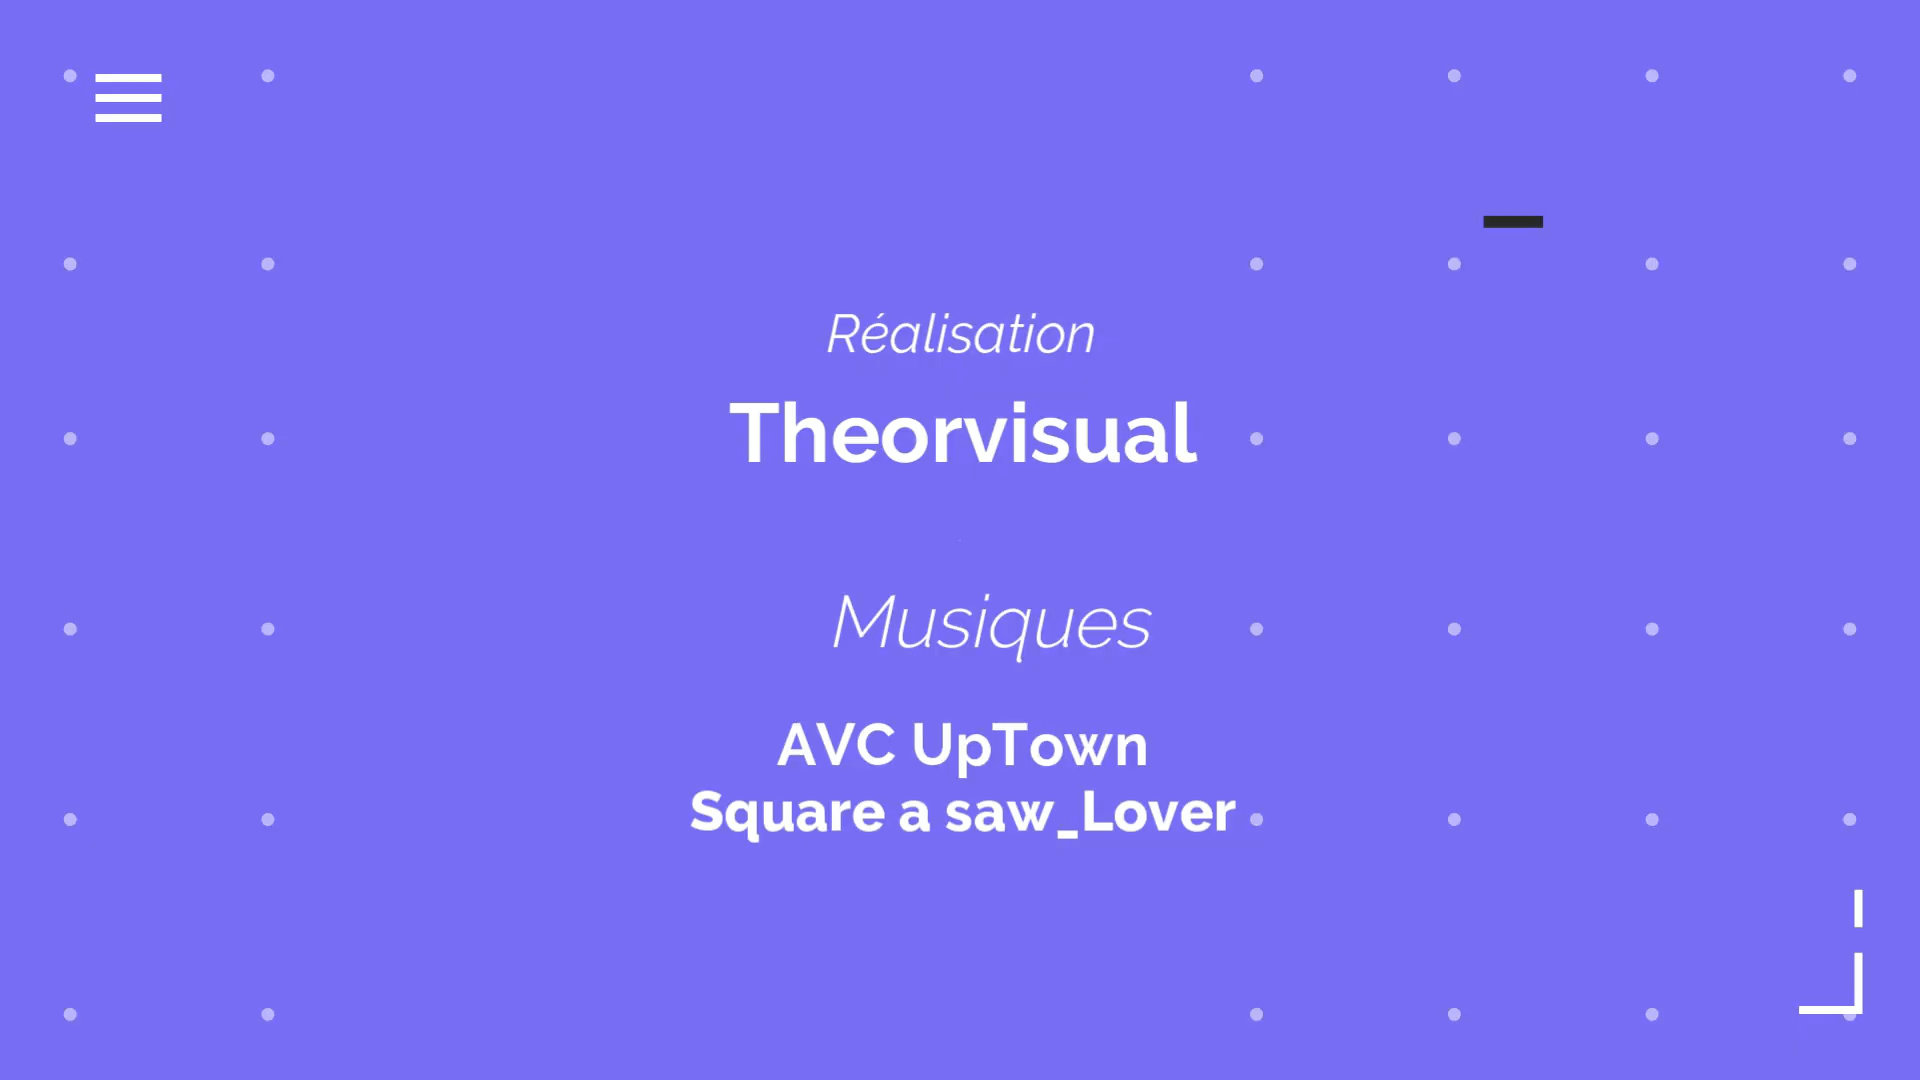 Réalisation
Theorvisual
Musiques
AVC UpTown
Square a saw_Lover